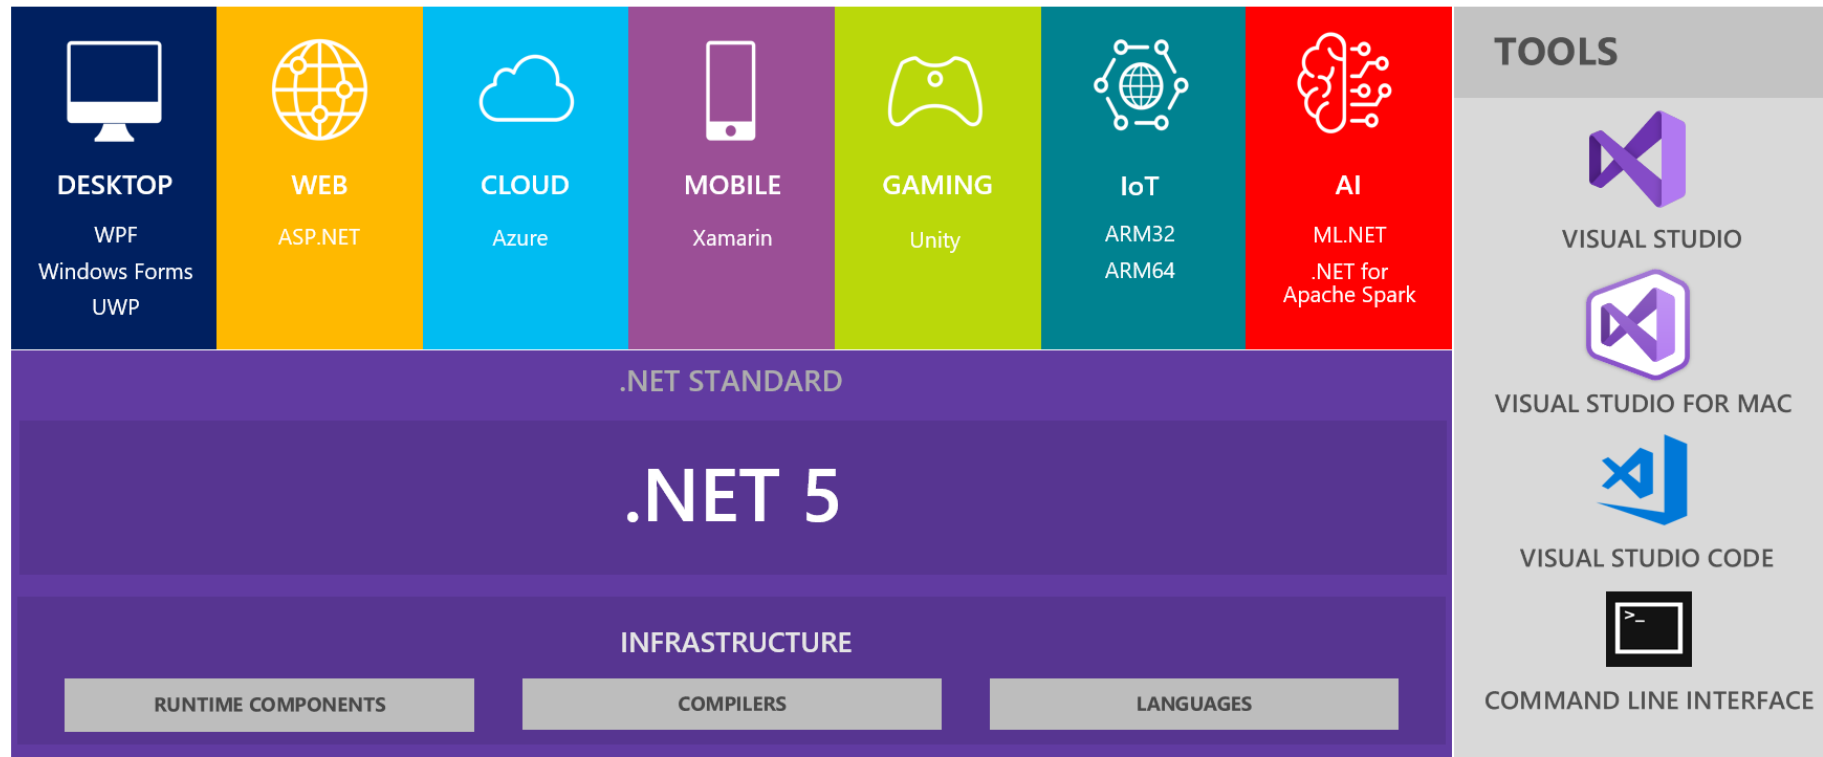 DESKTOP
WPF
Windows Forms
UWP
WEB
ASP.NET
CLOUD
Azure
MOBILE
Xamarin
GAMING
Unity
IoT
ARM32
ARM64
AI
ML.NET
.NET for
Apache Spark
.NET STANDARD
.NET 5
INFRASTRUCTURE
RUNTIME COMPONENTS
COMPILERS
LANGUAGES
TOOLS
VISUAL STUDIO
VISUAL STUDIO FOR MAC
VISUAL STUDIO CODE
>_
COMMAND LINE INTERFACE